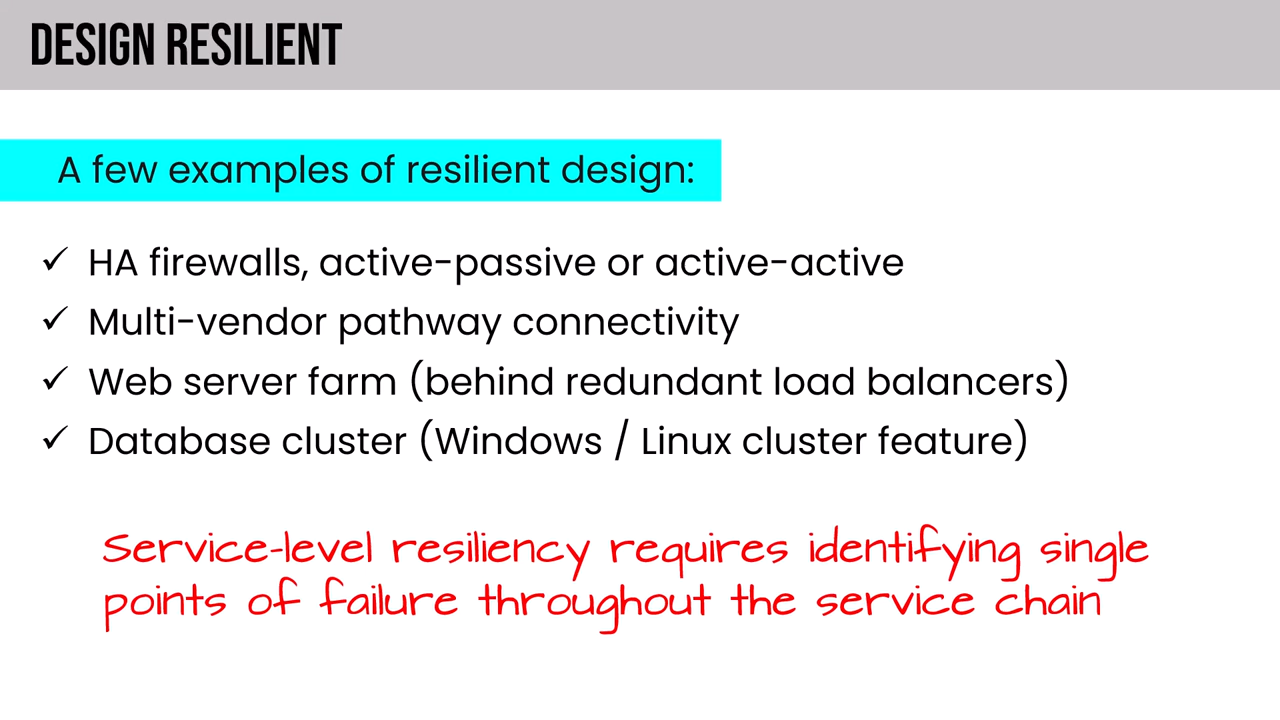 DESIGN RESILIENT
A few examples of resilient design:
✓ HA firewalls, active-passive or active-active
✓ Multi-vendor pathway connectivity
✓ Web server farm (behind redundant load balancers)
✓ Database cluster (Windows / Linux cluster feature)
Service-level resiliency requires identifying single
points of failure throughout the service chain